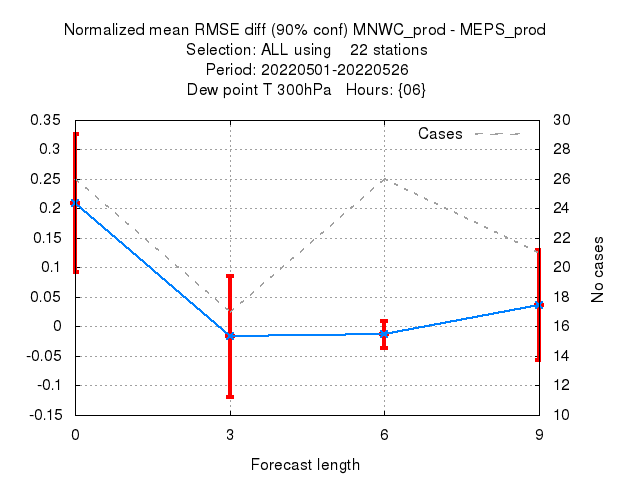 Normalized mean RMSE diff (90% conf) MNWC_prod - MEPS_prod
Selection: ALL using    22 stations
Period: 20220501-20220526
Dew point T 300hPa   Hours: {06}
Cases
0.35
0.3
0.25
0.2
0.15
0.1
0.05
0
-0.05
-0.1
-0.15
30
28
26
24
22
20
18
16
14
12
10
No cases
0 3 6 9
Forecast length